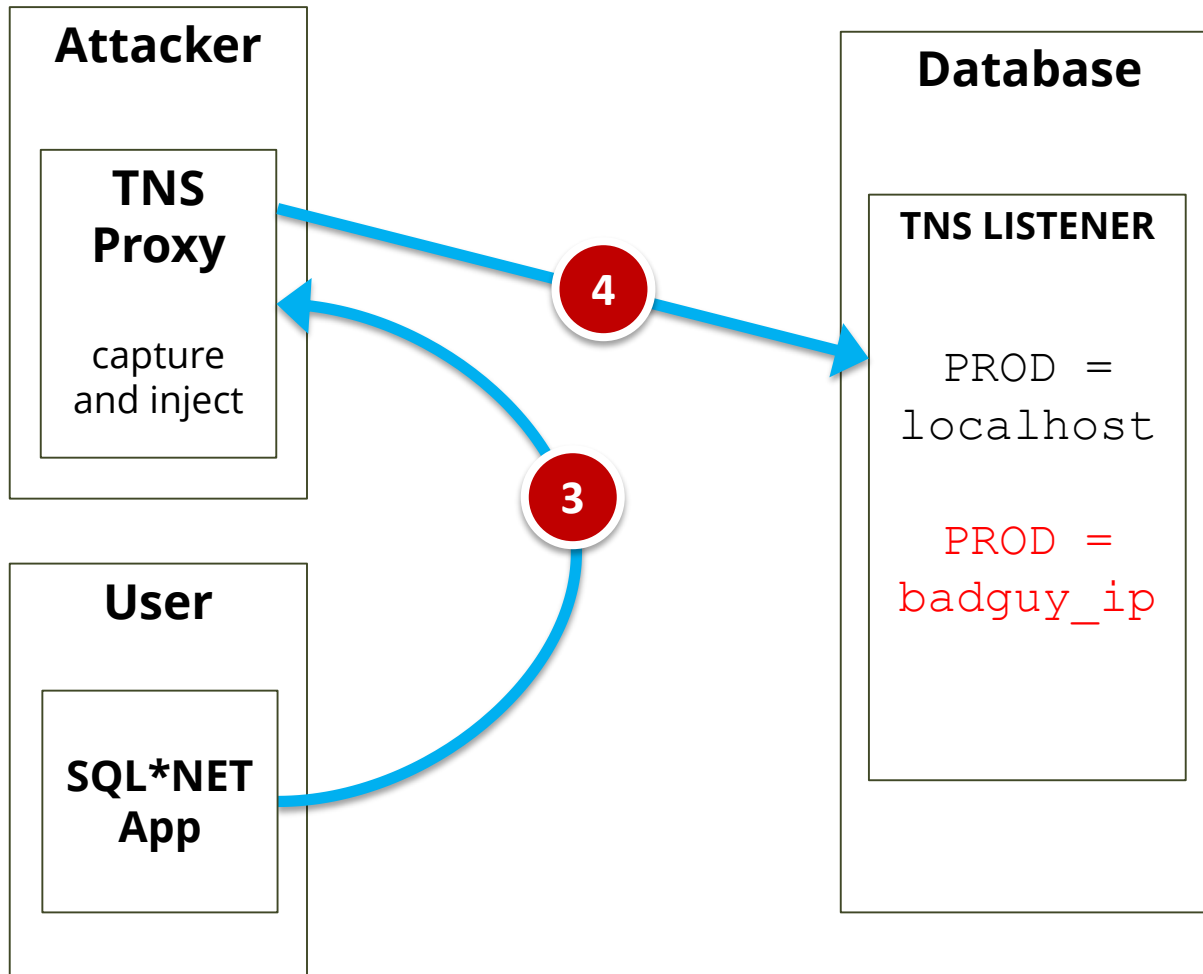 Attacker
TNS
Proxy
capture
and inject
4
3
User
SQL*NET
App
Database
TNS LISTENER
PROD =
localhost
PROD =
badguy_ip